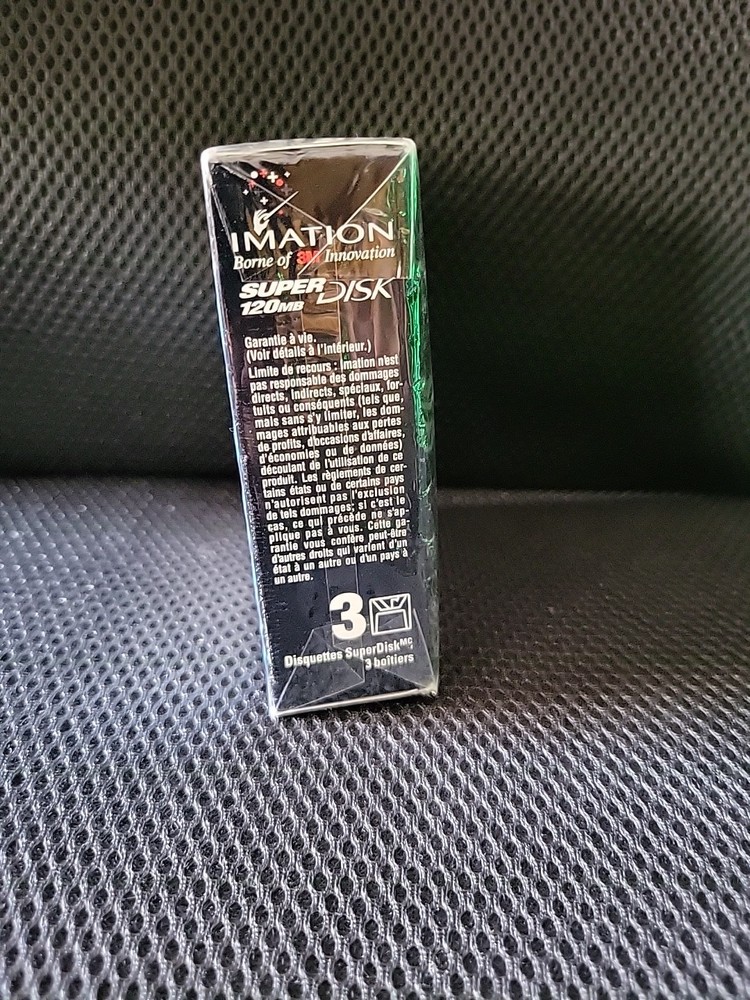 IMATION
Borne of 3M Innovation
SUPERDISK
120MB
Garantie à vie.
(Voir détails à l'intérieur.)
Limite de recours : Imation n'est
pas responsable des dommages
directs, indirects, spéciaux, for-
tuits ou conséquents (tels que
mais sans s'y limiter, les dom-
mages attribuables aux pertes
de profits, d'occasions d'affaires,
d'économies ou de données)
découlant de l'utilisation de ce
produit. Les règlements de cer-
tains états ou de certains pays
n'autorisent pas l'exclusion
de tels dommages; si c'est le
cas, ce qui précède ne s'ap-
plique pas à vous. Cette ga-
rantie vous confère peut-être
d'autres droits qui varient d'un
état à un autre ou d'un pays à
un autre.
3
Disquettes SuperDiskMC,
3 boîtiers